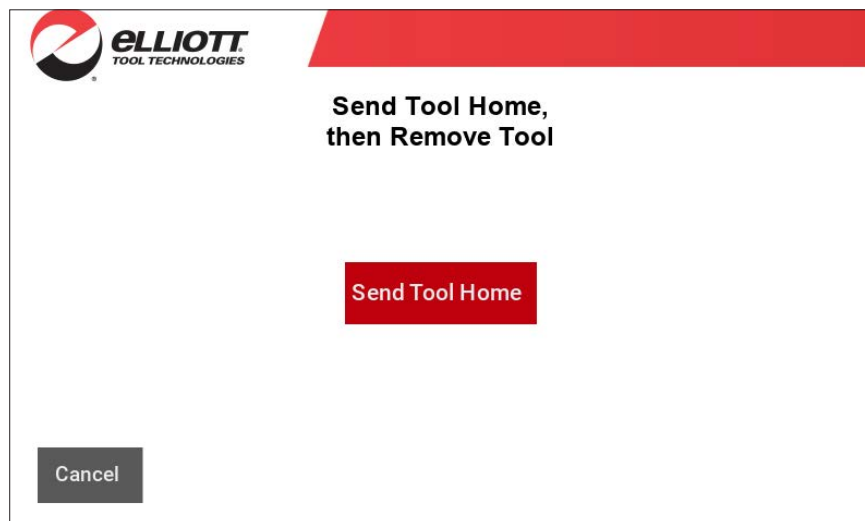 ELLIOTT®
TOOL TECHNOLOGIES
®
Send Tool Home,
then Remove Tool
Send Tool Home
Cancel